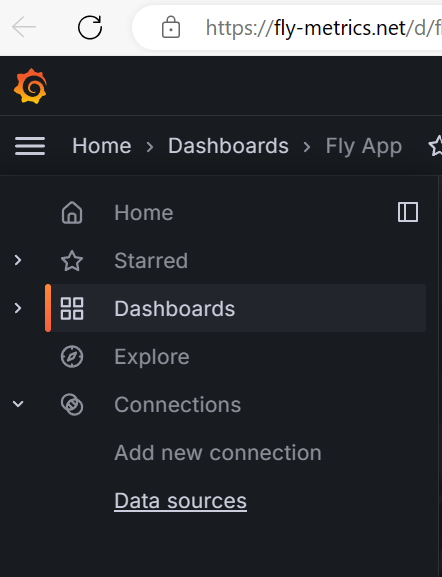 https://fly-metrics.net/d/f
Home › Dashboards › Fly App
Home
Starred
Dashboards
Explore
Connections
Add new connection
Data sources